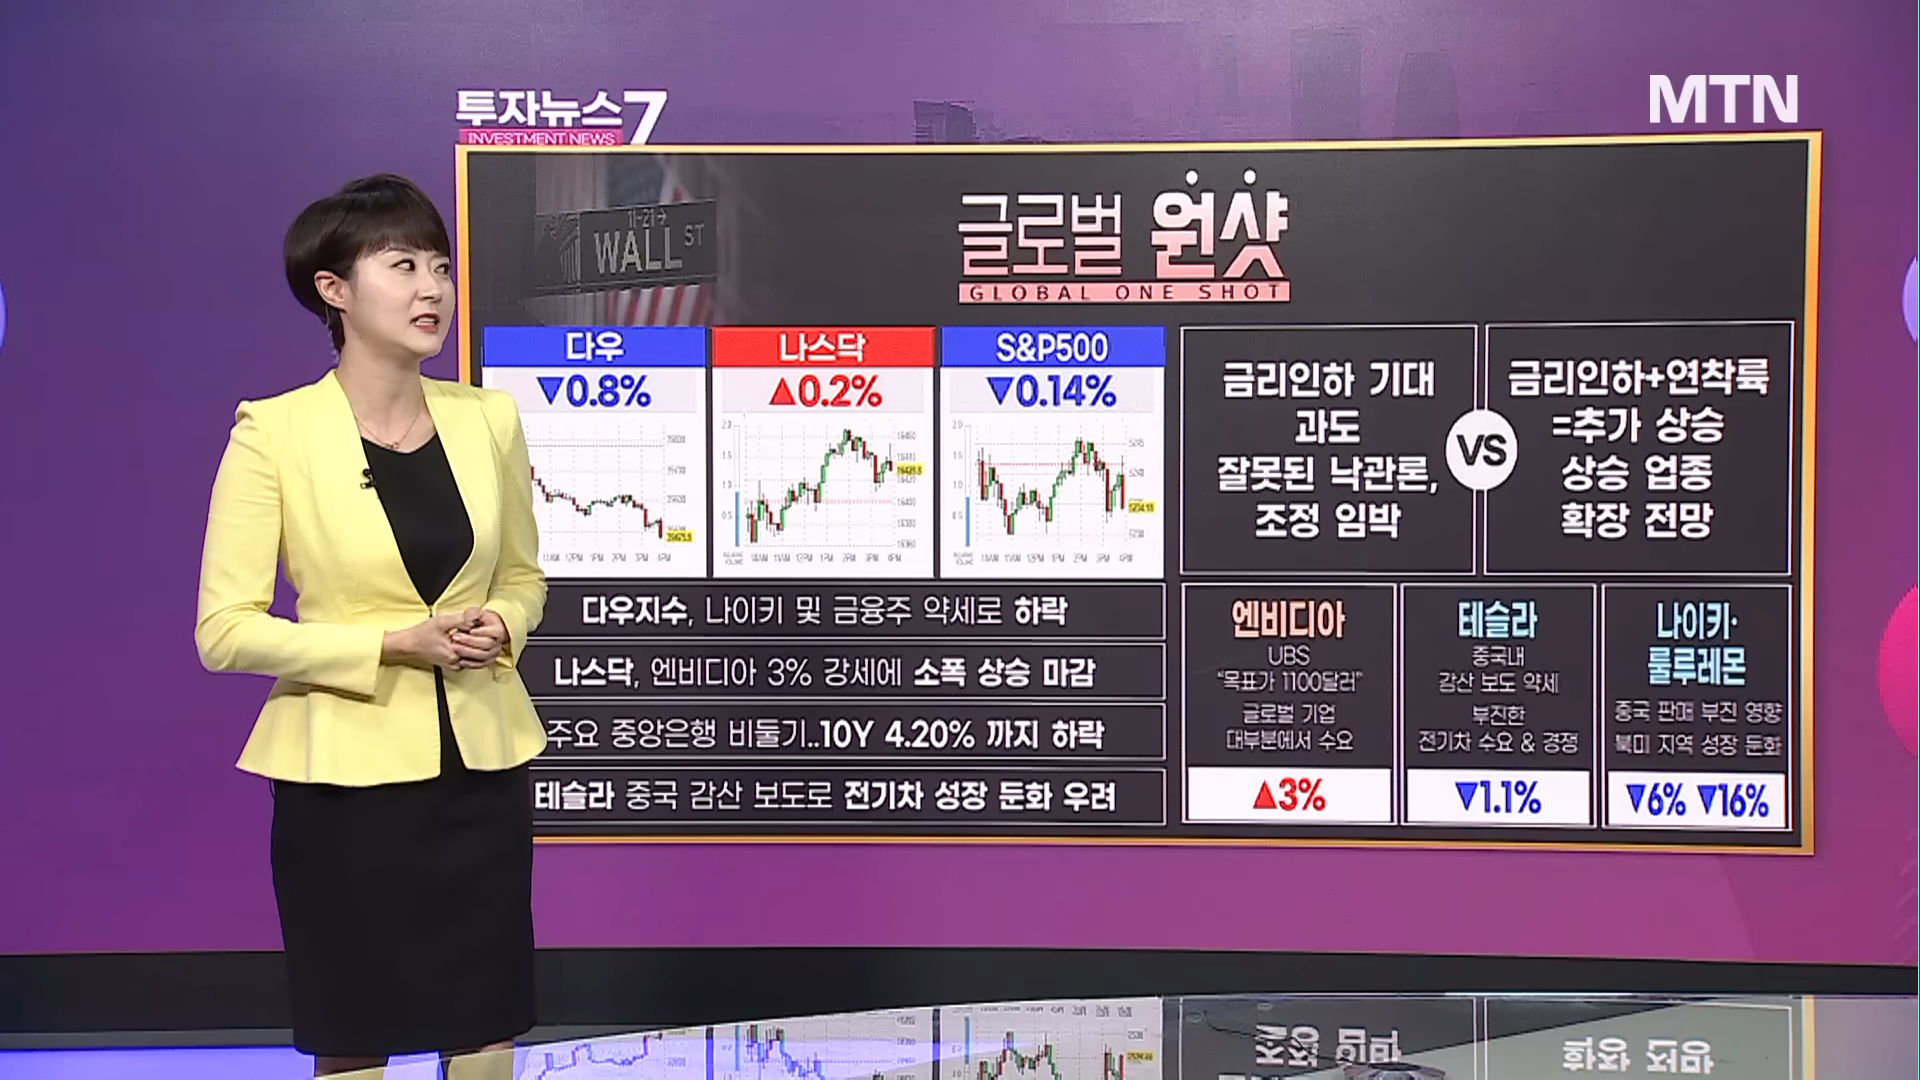 MTN
투자뉴스7
INVESTMENT NEWS
WALL ST
글로벌 원샷
GLOBAL ONE SHOT
다우
▼0.8%
나스닥
▲0.2%
S&P500
▼0.14%
다우지수, 나이키 및 금융주 약세로 하락
나스닥, 엔비디아 3% 강세에 소폭 상승 마감
주요 중앙은행 비둘기..10Y 4.20% 까지 하락
테슬라 중국 감산 보도로 전기차 성장 둔화 우려
금리인하 기대
과도
잘못된 낙관론,
조정 임박
VS
금리인하+연착륙
=추가 상승
상승 업종
확장 전망
엔비디아
UBS
"목표가 1100달러"
글로벌 기업
대부분에서 수요
▲3%
테슬라
중국내
감산 보도 약세
부진한
전기차 수요 & 경쟁
▼1.1%
나이키·
룰루레몬
중국 판매 부진 영향
북미 지역 성장 둔화
▼6% ▼16%